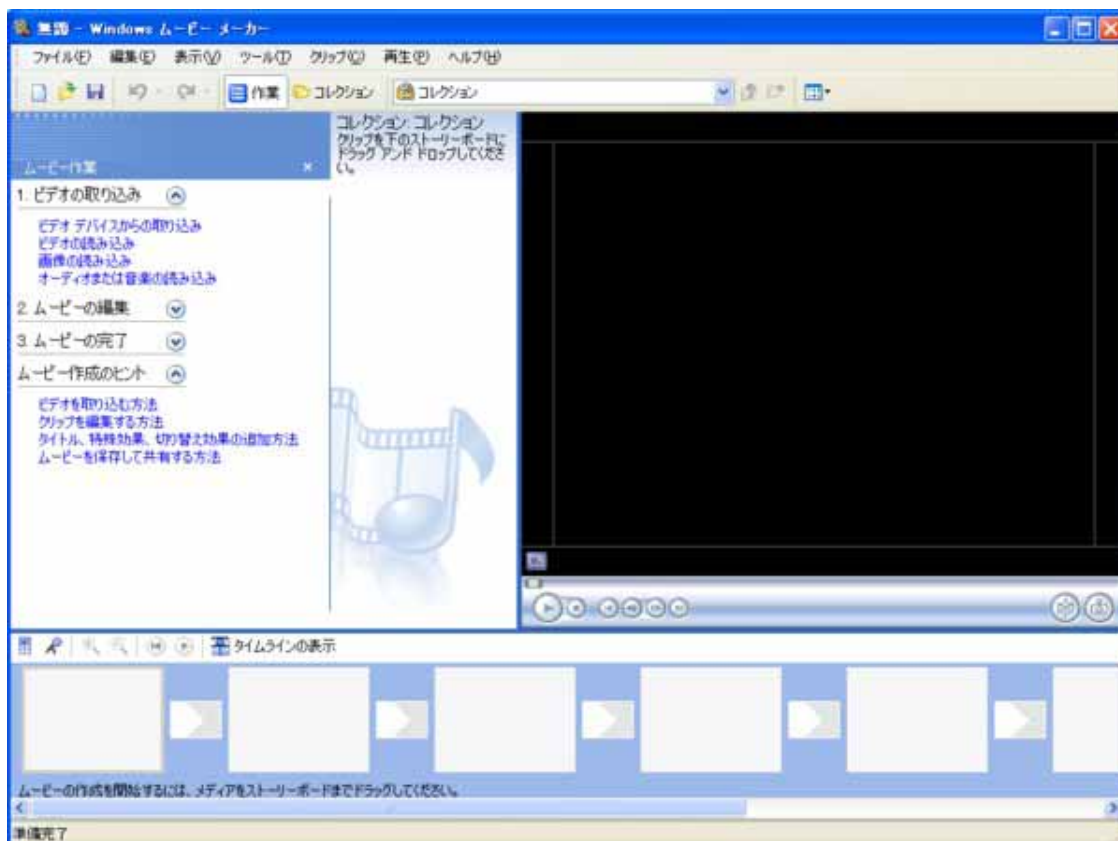 無題 - Windows ムービー メーカー
ファイル(F) 編集(E) 表示(V) ツール(T) クリップ(C) 再生(P) ヘルプ(H)
作業 コレクション コレクション
ムービー作業
コレクション: コレクション
クリップを下のストーリーボードに
ドラッグ アンド ドロップしてくださ
い。
1. ビデオの取り込み
ビデオ デバイスからの取り込み
ビデオの読み込み
画像の読み込み
オーディオまたは音楽の読み込み
2. ムービーの編集
3. ムービーの完了
ムービー作成のヒント
ビデオを取り込む方法
クリップを編集する方法
タイトル、特殊効果、切り替え効果の追加方法
ムービーを保存して共有する方法
タイムラインの表示
ムービーの作成を開始するには、メディアをストーリーボードまでドラッグしてください。
準備完了